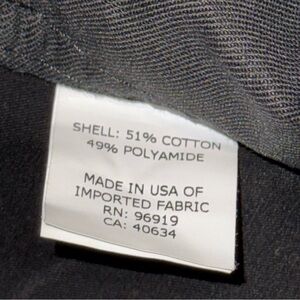 SHELL: 51% COTTON
49% POLYAMIDE
MADE IN USA OF
IMPORTED FABRIC
RN: 96919
CA: 40634